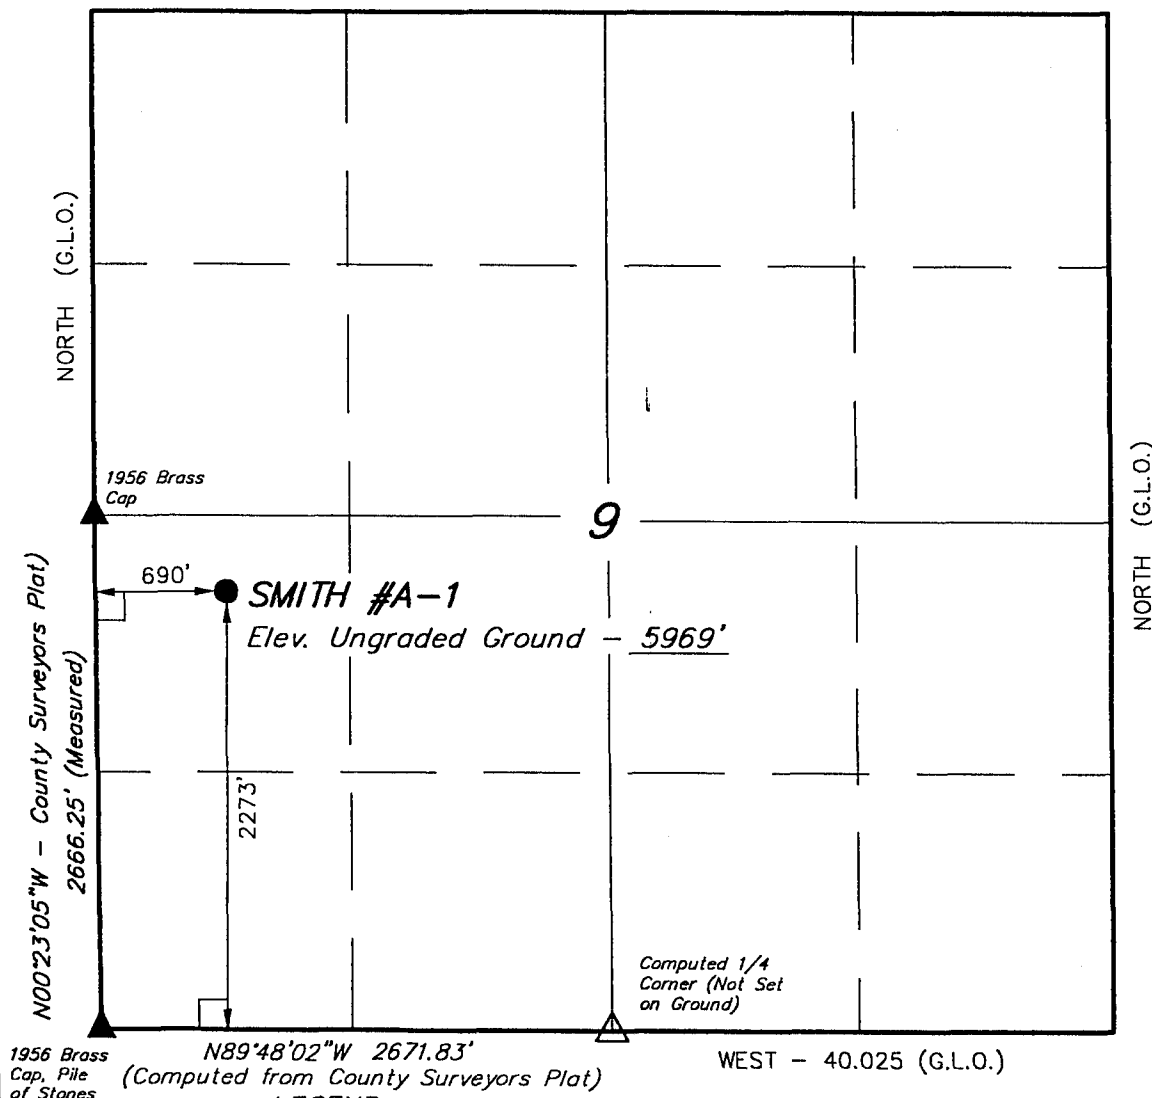 NORTH (G.L.O.)
1956 Brass
Cap
9
NORTH (G.L.O.)
690'
SMITH #A-1
Elev. Ungraded Ground - 5969'
N00°23'05"W - County Surveyors Plat)
2666.25' (Measured)
2273'
Computed 1/4
Corner (Not Set
on Ground)
1956 Brass
Cap, Pile
of Stones
N89°48'02"W 2671.83'
(Computed from County Surveyors Plat)
WEST - 40.025 (G.L.O.)